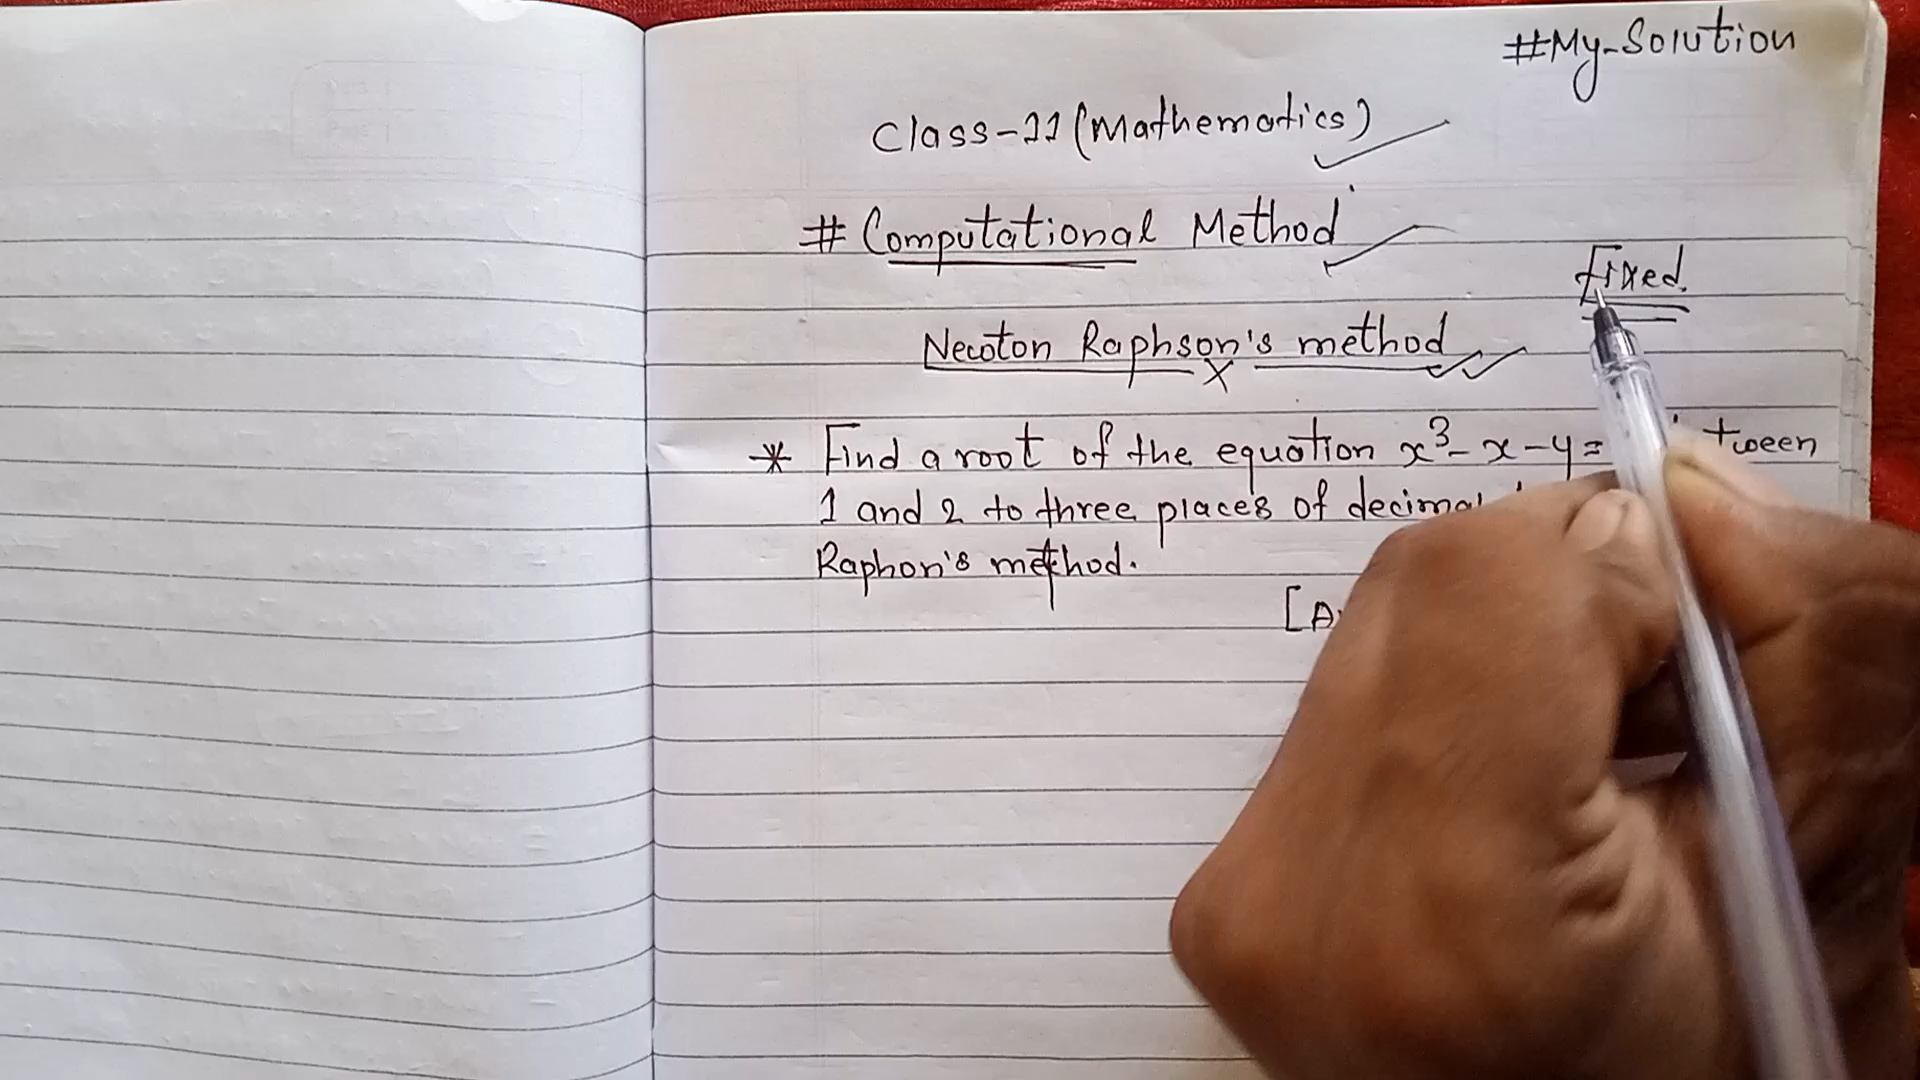 #My-Solution
Class-11 (Mathematics)
# Computational Method
Fixed.
Newton Raphson's method
X
* Find a root of the equation x³- x-4= tween
1 and 2 to three places of decimal
Raphon's method.
[A